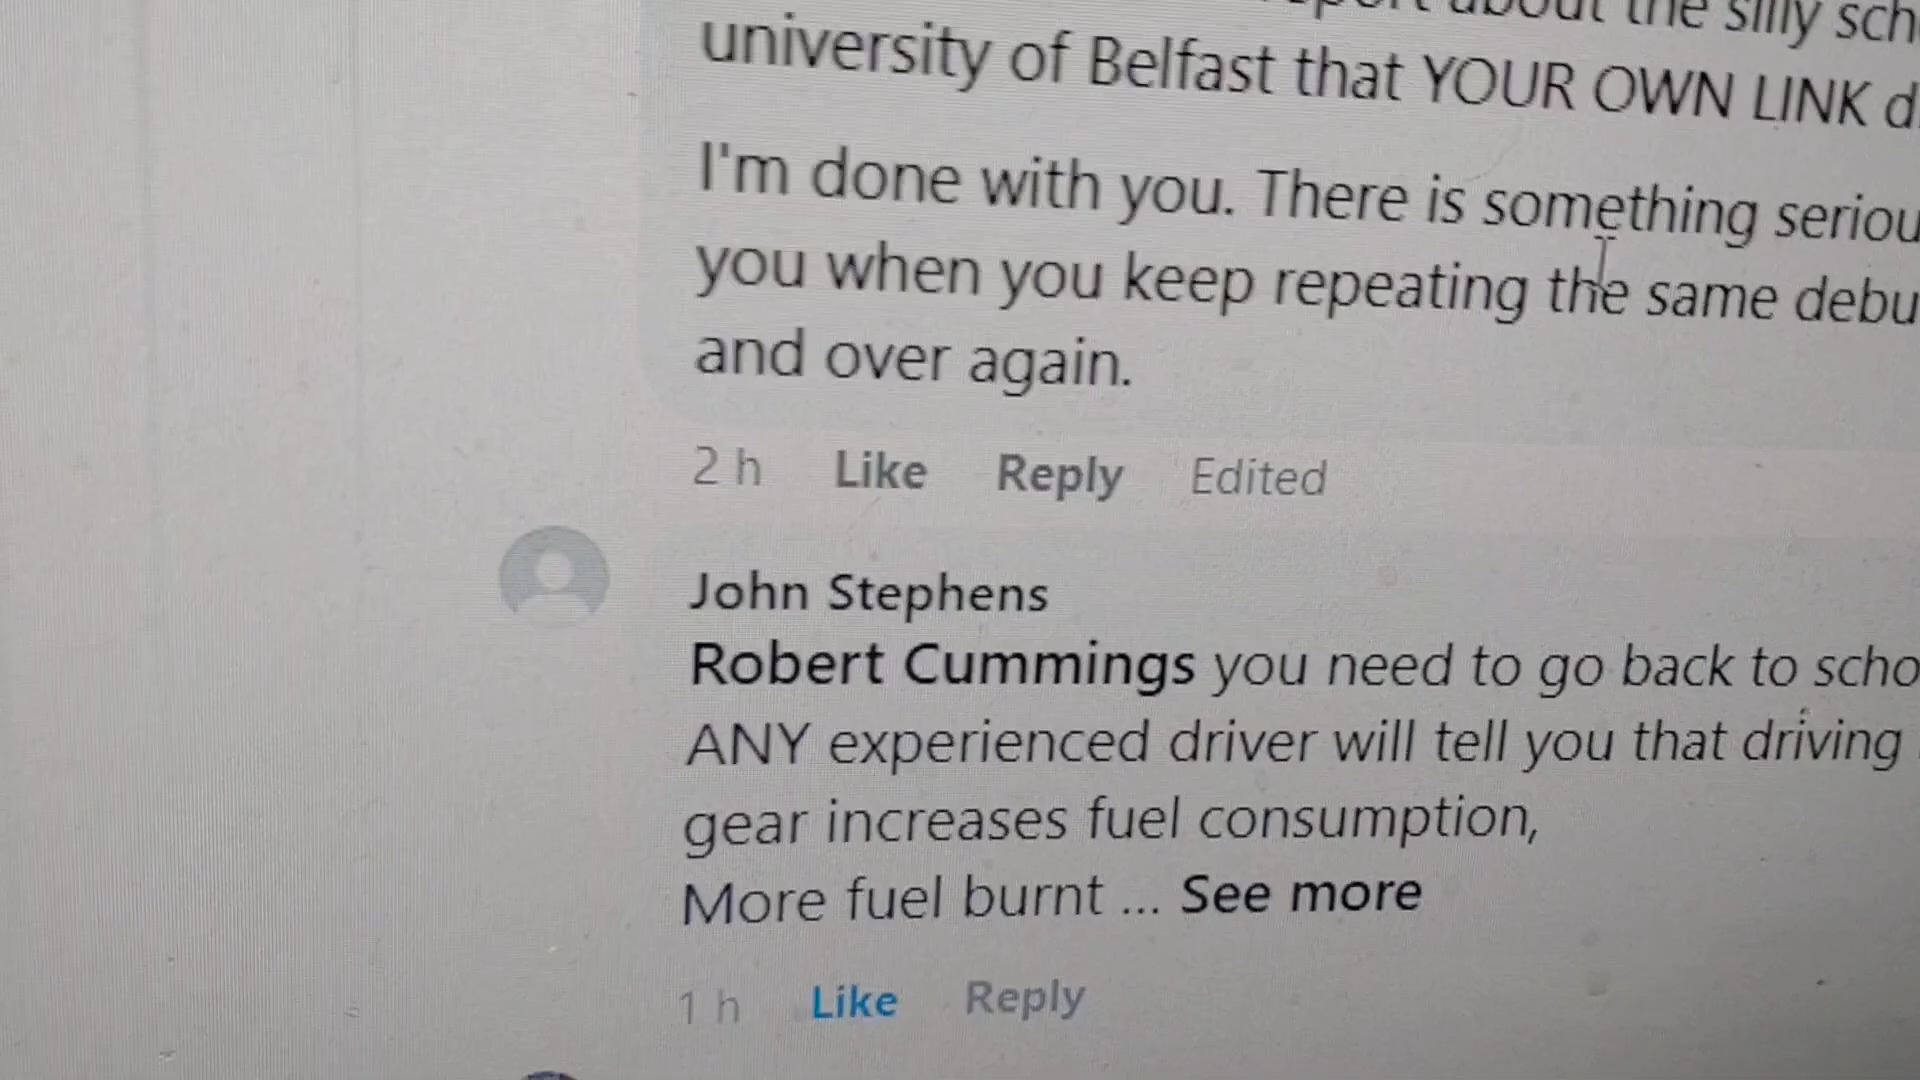 about the silly
university of Belfast that YOUR OWN LINK
I'm done with you. There is something
you when you keep repeating the same
and over again.
2 h Like Reply Edited
John Stephens
Robert Cummings you need to go back to
ANY experienced driver will tell you that driving
gear increases fuel consumption,
More fuel burnt ... See more
1 h Like Reply